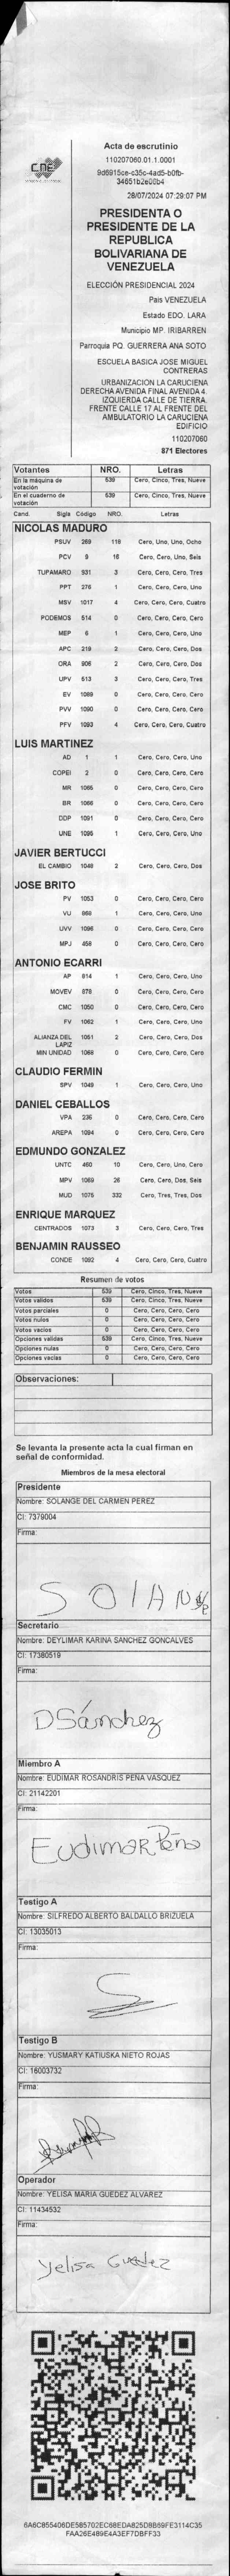 CNE
Acta de escrutinio
110207060.01.1.0001
28/07/2024 07:29:07 PM
PRESIDENTA O
PRESIDENTE DE LA
REPUBLICA
BOLIVARIANA DE
VENEZUELA
ELECCIÓN PRESIDENCIAL 2024
Pais VENEZUELA
Estado EDO. LARA
Municipio MP. IRIBARREN
Parroquia PQ. GUERRERA ANA SOTO
ESCUELA BASICA JOSE MIGUEL
CONTRERAS
URBANIZACION LA CARUCIENA
DERECHA AVENIDA FINAL AVENIDA 4.
IZQUIERDA CALLE DE TIERRA.
FRENTE CALLE 17 AL FRENTE DEL
AMBULATORIO LA CARUCIENA
EDIFICIO
110207060
871 Electores
Votantes NRO. Letras
En la máquina de votación 539 Cero, Cinco, Tres, Nueve
En el cuaderno de votación 539 Cero, Cinco, Tres, Nueve
Cand. Sigla Código NRO. Letras
NICOLAS MADURO
PSUV 269 118 Cero, Uno, Uno, Ocho
PCV 9 16 Cero, Cero, Uno, Seis
TUPAMARO 931 3 Cero, Cero, Cero, Tres
PPT 276 1 Cero, Cero, Cero, Uno
MSV 1017 4 Cero, Cero, Cero, Cuatro
PODEMOS 514 0 Cero, Cero, Cero, Cero
MEP 6 1 Cero, Cero, Cero, Uno
APC 219 2 Cero, Cero, Cero, Dos
ORA 906 2 Cero, Cero, Cero, Dos
UPV 513 3 Cero, Cero, Cero, Tres
EV 1089 0 Cero, Cero, Cero, Cero
PVV 1090 0 Cero, Cero, Cero, Cero
PFV 1093 4 Cero, Cero, Cero, Cuatro
LUIS MARTINEZ
AD 1 1 Cero, Cero, Cero, Uno
COPEI 2 0 Cero, Cero, Cero, Cero
MR 1065 0 Cero, Cero, Cero, Cero
BR 1066 0 Cero, Cero, Cero, Cero
DDP 1091 0 Cero, Cero, Cero, Cero
UNE 1095 1 Cero, Cero, Cero, Uno
JAVIER BERTUCCI
EL CAMBIO 1048 2 Cero, Cero, Cero, Dos
JOSE BRITO
PV 1053 0 Cero, Cero, Cero, Cero
VU 969 1 Cero, Cero, Cero, Uno
UVV 1096 0 Cero, Cero, Cero, Cero
MPJ 458 0 Cero, Cero, Cero, Cero
ANTONIO ECARRI
AP 814 1 Cero, Cero, Cero, Uno
MOVEV 878 0 Cero, Cero, Cero, Cero
CMC 1050 0 Cero, Cero, Cero, Cero
FV 1062 1 Cero, Cero, Cero, Uno
ALIANZA DEL LAPIZ 1051 2 Cero, Cero, Cero, Dos
MIN UNIDAD 1068 0 Cero, Cero, Cero, Cero
CLAUDIO FERMIN
SPV 1049 1 Cero, Cero, Cero, Uno
DANIEL CEBALLOS
VPA 236 0 Cero, Cero, Cero, Cero
AREPA 1094 0 Cero, Cero, Cero, Cero
EDMUNDO GONZALEZ
UNTC 460 10 Cero, Cero, Uno, Cero
MPV 1069 26 Cero, Cero, Dos, Seis
MUD 1075 332 Cero, Tres, Tres, Dos
ENRIQUE MARQUEZ
CENTRADOS 1073 3 Cero, Cero, Cero, Tres
BENJAMIN RAUSSEO
CONDE 1092 4 Cero, Cero, Cero, Cuatro
Resumen de votos
Votos 539 Cero, Cinco, Tres, Nueve
Votos validos 539 Cero, Cinco, Tres, Nueve
Votos parciales 0 Cero, Cero, Cero, Cero
Votos nulos 0 Cero, Cero, Cero, Cero
Votos vacios 0 Cero, Cero, Cero, Cero
Opciones validas 539 Cero, Cinco, Tres, Nueve
Opciones nulas 0 Cero, Cero, Cero, Cero
Opciones vacias 0 Cero, Cero, Cero, Cero
Observaciones:
Se levanta la presente acta la cual firman en
señal de conformidad.
Miembros de la mesa electoral
Presidente
Nombre: SOLANGE DEL CARMEN PEREZ
CI: 7379004
Firma:
Secretario
Nombre: DEYLIMAR KARINA SANCHEZ GONCALVES
CI: 17380519
Firma:
DSánchez
Miembro A
Nombre: EUDIMAR ROSANDRIS PEÑA VASQUEZ
CI: 21142201
Firma:
Eudimar Peña
Testigo A
Nombre: SILFREDO ALBERTO BALDALLO BRIZUELA
CI: 13035013
Firma:
Testigo B
Nombre: YUSMARY KATIUSKA NIETO ROJAS
CI: 16003732
Firma:
Operador
Nombre: YELISA MARIA GUEDEZ ALVAREZ
CI: 11434532
Firma:
Yelisa Guedez